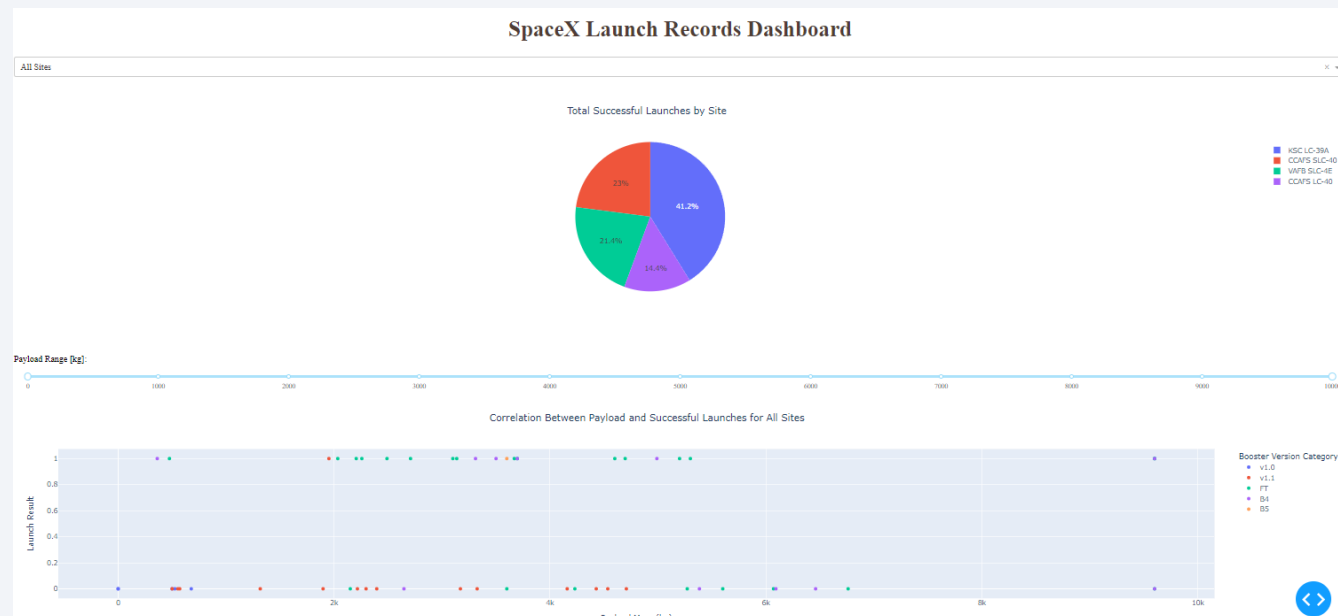 SpaceX Launch Records Dashboard
All Sites
Total Successful Launches by Site
KSC LC-39A
CCAFS SLC-40
VAFB SLC-4E
CCAFS LC-40
23%
41.2%
21.4%
14.4%
Payload Range [kg]:
0 1000 2000 3000 4000 5000 6000 7000 8000 9000 1000
Correlation Between Payload and Successful Launches for All Sites
Booster Version Category
v1.0
v1.1
FT
B4
B5
Launch Result
1
0.8
0.6
0.4
0.2
0
0 2k 4k 6k 8k 10k